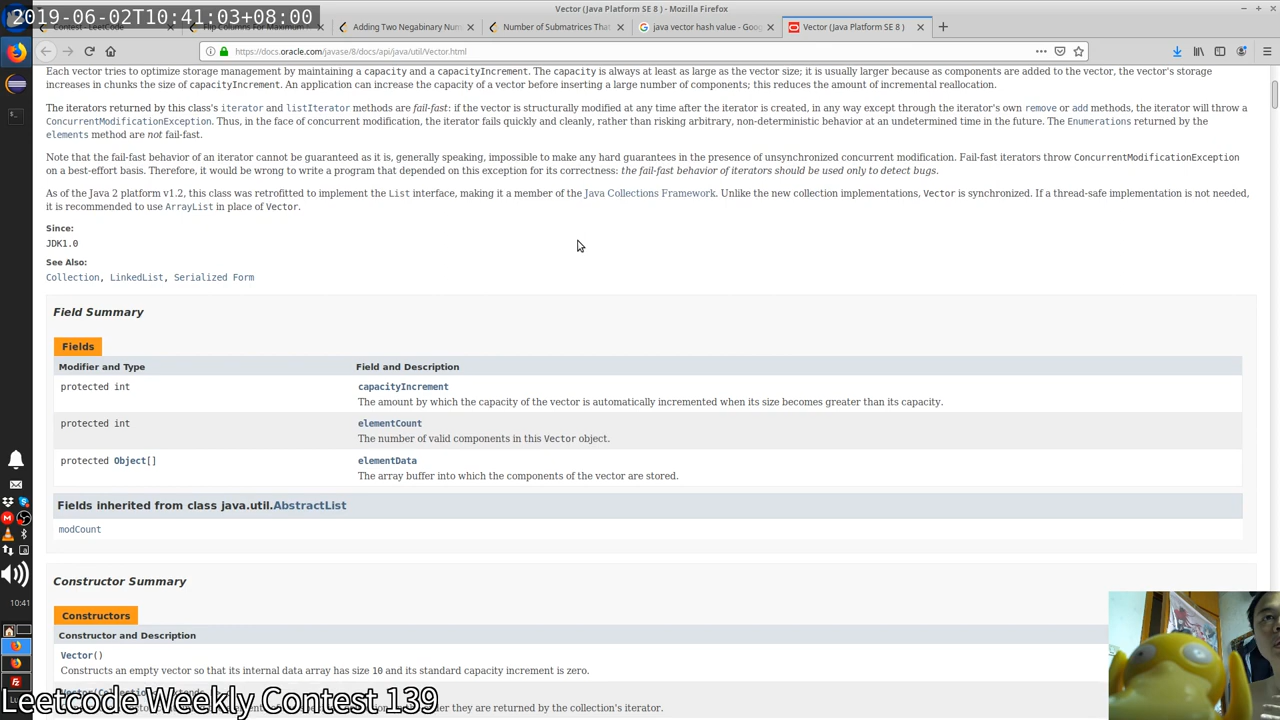 2019-06-02T10:41:03+08:00
Vector (Java Platform SE 8 ) - Mozilla Firefox
Contest - LeetCode
Flip Columns For Maximum
Adding Two Negabinary Num
Number of Submatrices That
java vector hash value - Goog
Vector (Java Platform SE 8 )
https://docs.oracle.com/javase/8/docs/api/java/util/Vector.html
Each vector tries to optimize storage management by maintaining a capacity and a capacityIncrement. The capacity is always at least as large as the vector size; it is usually larger because as components are added to the vector, the vector's storage
increases in chunks the size of capacityIncrement. An application can increase the capacity of a vector before inserting a large number of components; this reduces the amount of incremental reallocation.
The iterators returned by this class's iterator and listIterator methods are fail-fast: if the vector is structurally modified at any time after the iterator is created, in any way except through the iterator's own remove or add methods, the iterator will throw a
ConcurrentModificationException. Thus, in the face of concurrent modification, the iterator fails quickly and cleanly, rather than risking arbitrary, non-deterministic behavior at an undetermined time in the future. The Enumerations returned by the
elements method are not fail-fast.
Note that the fail-fast behavior of an iterator cannot be guaranteed as it is, generally speaking, impossible to make any hard guarantees in the presence of unsynchronized concurrent modification. Fail-fast iterators throw ConcurrentModificationException
on a best-effort basis. Therefore, it would be wrong to write a program that depended on this exception for its correctness: the fail-fast behavior of iterators should be used only to detect bugs.
As of the Java 2 platform v1.2, this class was retrofitted to implement the List interface, making it a member of the Java Collections Framework. Unlike the new collection implementations, Vector is synchronized. If a thread-safe implementation is not needed,
it is recommended to use ArrayList in place of Vector.
Since:
JDK1.0
See Also:
Collection, LinkedList, Serialized Form
Field Summary
Fields
Modifier and Type Field and Description
protected int capacityIncrement
The amount by which the capacity of the vector is automatically incremented when its size becomes greater than its capacity.
protected int elementCount
The number of valid components in this Vector object.
protected Object[] elementData
The array buffer into which the components of the vector are stored.
Fields inherited from class java.util.AbstractList
modCount
Constructor Summary
Constructors
Constructor and Description
Vector()
Constructs an empty vector so that its internal data array has size 10 and its standard capacity increment is zero.
they are returned by the collection's iterator.
10:41
Leetcode Weekly Contest 139